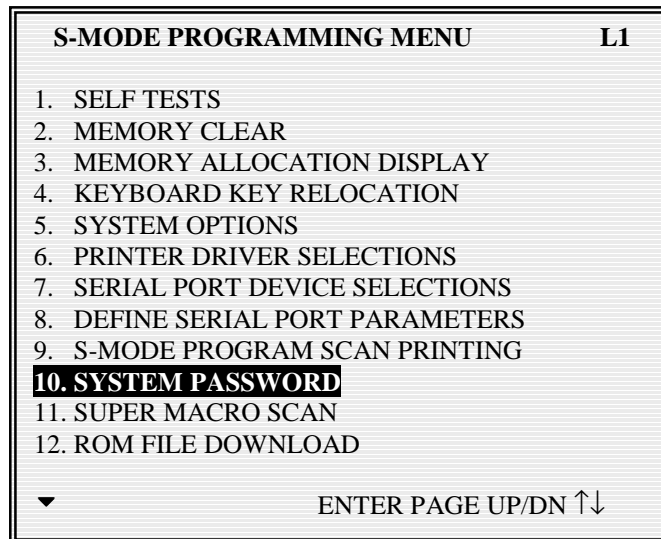 S-MODE PROGRAMMING MENU L1
1. SELF TESTS
2. MEMORY CLEAR
3. MEMORY ALLOCATION DISPLAY
4. KEYBOARD KEY RELOCATION
5. SYSTEM OPTIONS
6. PRINTER DRIVER SELECTIONS
7. SERIAL PORT DEVICE SELECTIONS
8. DEFINE SERIAL PORT PARAMETERS
9. S-MODE PROGRAM SCAN PRINTING
10. SYSTEM PASSWORD
11. SUPER MACRO SCAN
12. ROM FILE DOWNLOAD
ENTER PAGE UP/DN ↑↓